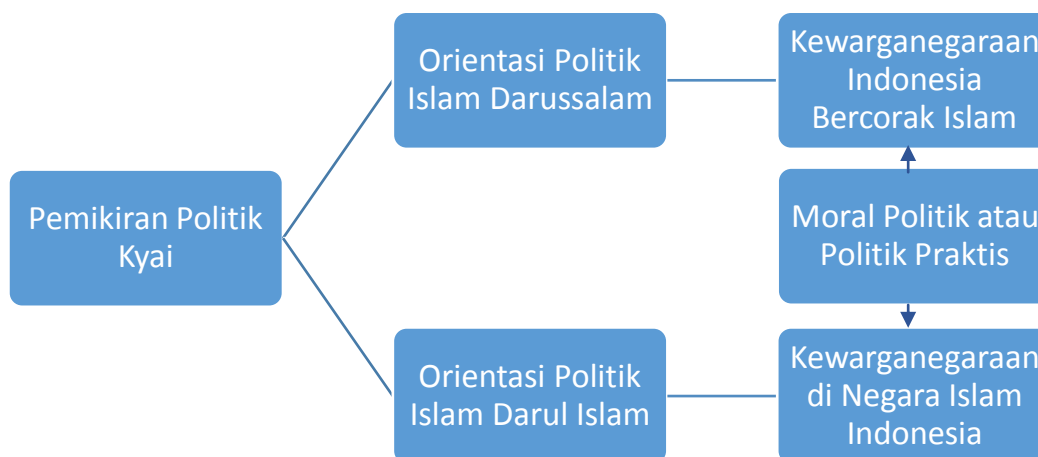 Pemikiran Politik
Kyai
Orientasi Politik
Islam Darussalam
Kewarganegaraan
Indonesia
Bercorak Islam
Moral Politik atau
Politik Praktis
Orientasi Politik
Islam Darul Islam
Kewarganegaraan
di Negara Islam
Indonesia